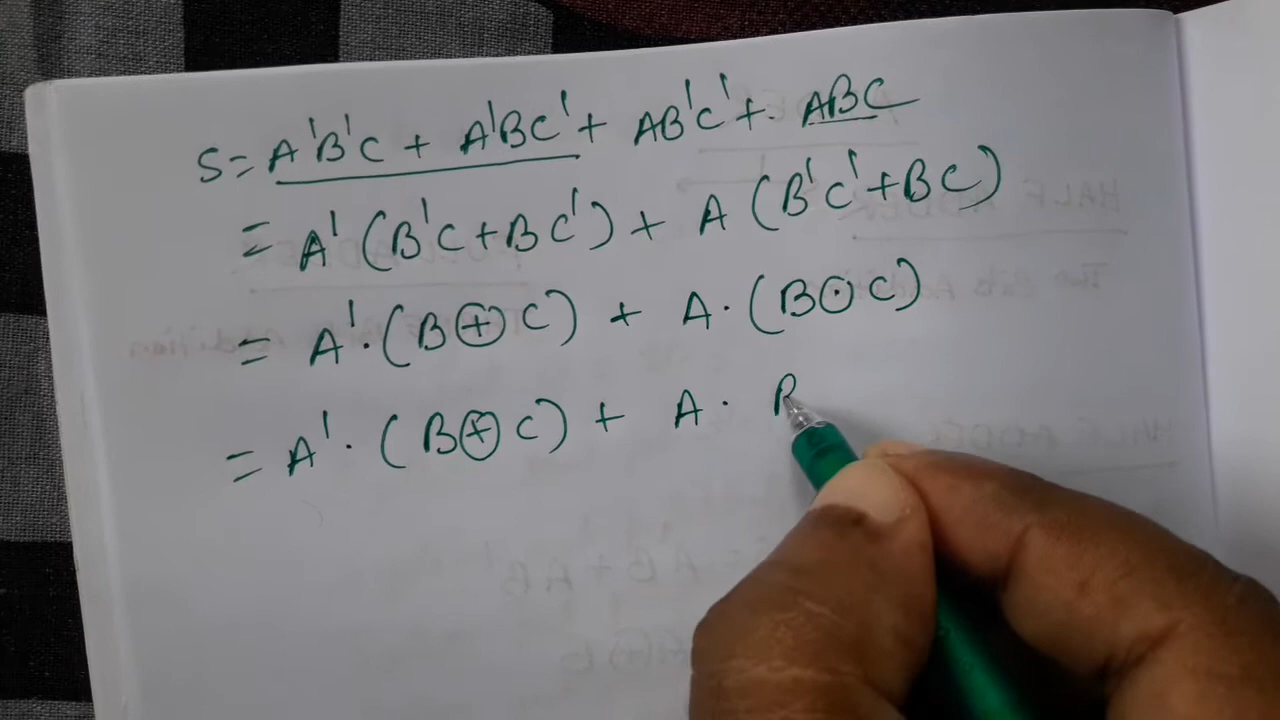 S= A'B'C + A'BC' + AB'C' + ABC
= A' (B'C+BC') + A (B'C'+BC)
= A'.(B⊕C) + A.(B⊙C)
= A'.(B⊕C) + A. B